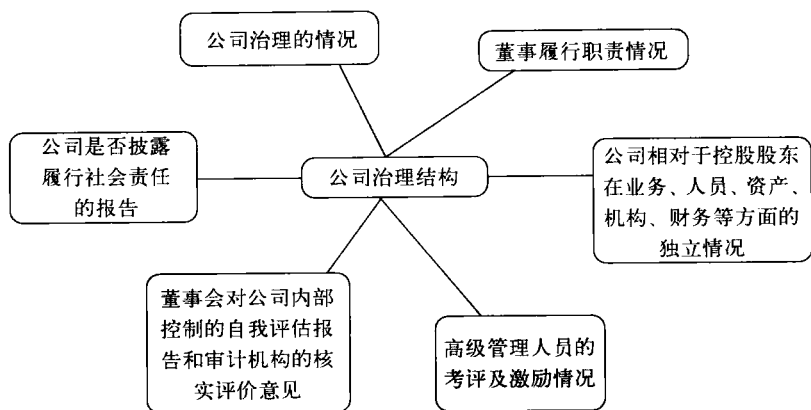 公司治理的情况
董事履行职责情况
公司是否披露
履行社会责任
的报告
公司治理结构
公司相对于控股股东
在业务、人员、资产、
机构、财务等方面的
独立情况
董事会对公司内部
控制的自我评估报
告和审计机构的核
实评价意见
高级管理人员的
考评及激励情况